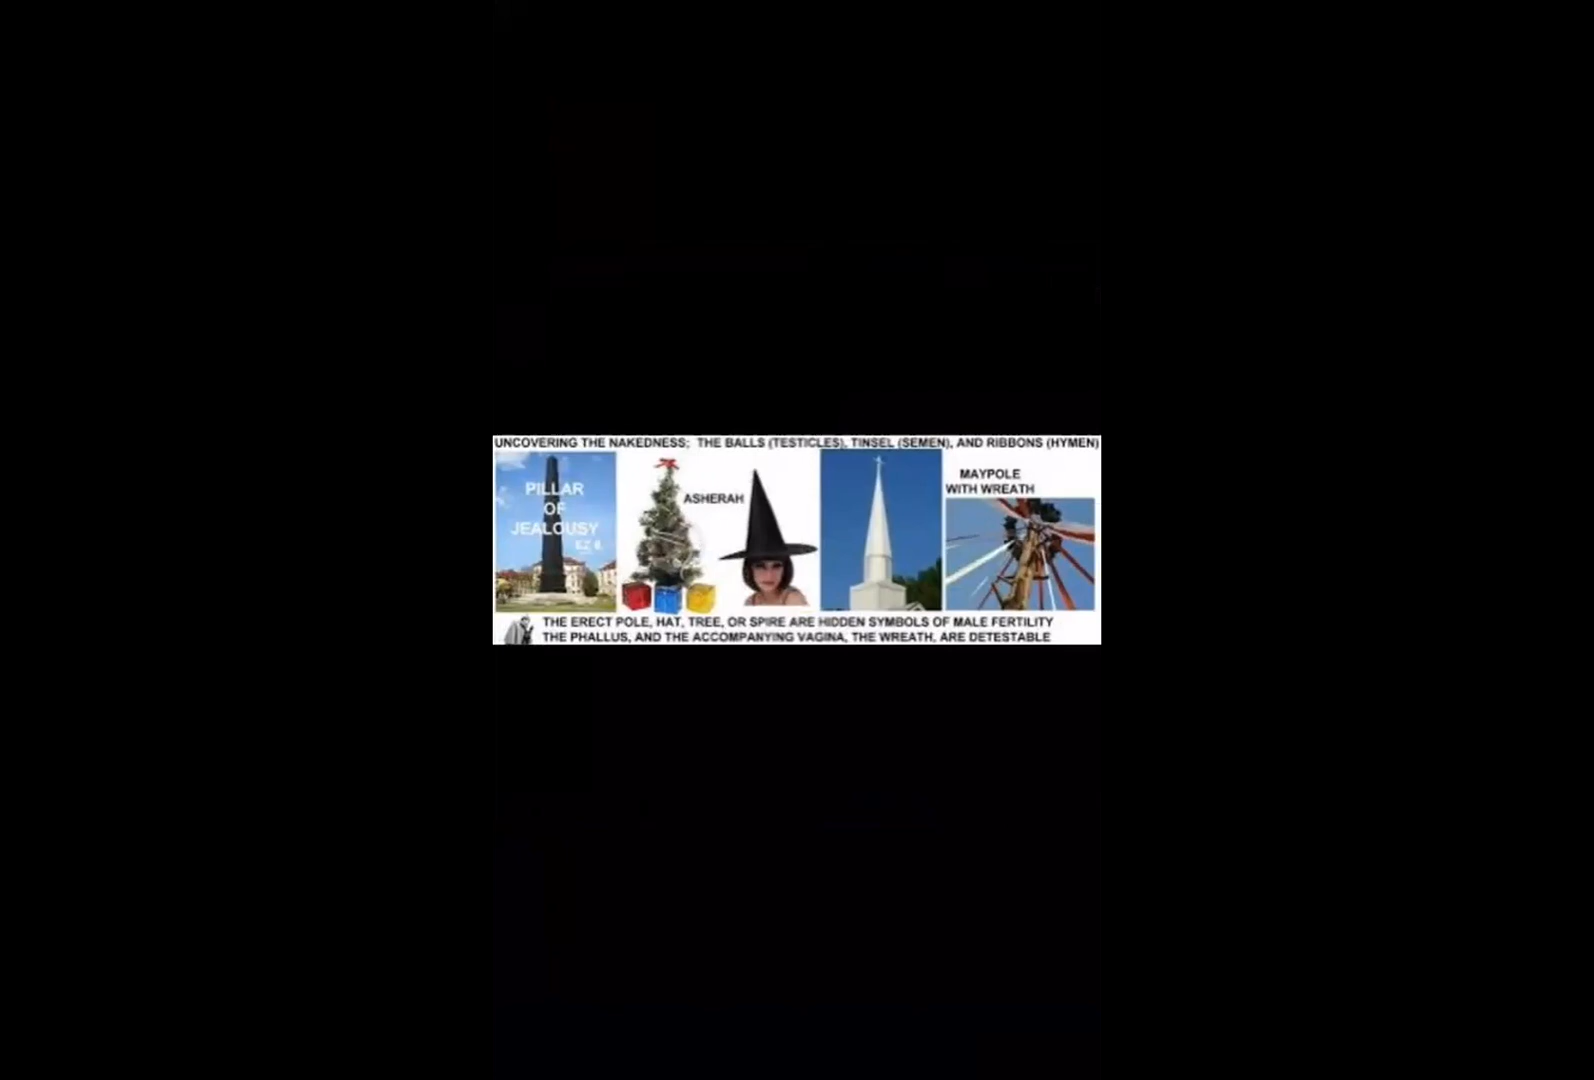 UNCOVERING THE NAKEDNESS; THE BALLS (TESTICLES), TINSEL (SEMEN), AND RIBBONS (HYMEN)
PILLAR
OF
JEALOUSY
EZ 8
ASHERAH
MAYPOLE
WITH WREATH
THE ERECT POLE, HAT, TREE, OR SPIRE ARE HIDDEN SYMBOLS OF MALE FERTILITY
THE PHALLUS, AND THE ACCOMPANYING VAGINA, THE WREATH, ARE DETESTABLE